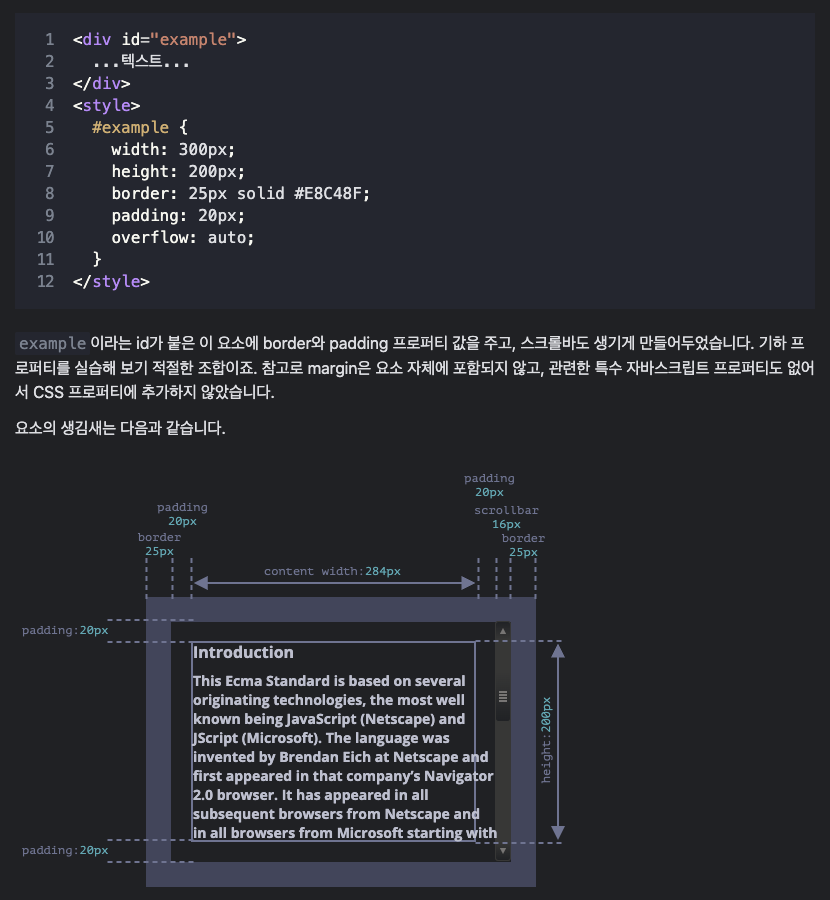 1 <div id="example">
2 ...텍스트...
3 </div>
4 <style>
5 #example {
6 width: 300px;
7 height: 200px;
8 border: 25px solid #E8C48F;
9 padding: 20px;
10 overflow: auto;
11 }
12 </style>
example 이라는 id가 붙은 이 요소에 border와 padding 프로퍼티 값을 주고, 스크롤바도 생기게 만들어두었습니다. 기하 프
로퍼티를 실습해 보기 적절한 조합이죠. 참고로 margin은 요소 자체에 포함되지 않고, 관련한 특수 자바스크립트 프로퍼티도 없어
서 CSS 프로퍼티에 추가하지 않았습니다.
요소의 생김새는 다음과 같습니다.
padding
20px
border
25px
padding
20px
scrollbar
16px
border
25px
content width:284px
padding:20px
Introduction
This Ecma Standard is based on several
originating technologies, the most well
known being JavaScript (Netscape) and
JScript (Microsoft). The language was
invented by Brendan Eich at Netscape and
first appeared in that company's Navigator
2.0 browser. It has appeared in all
subsequent browsers from Netscape and
in all browsers from Microsoft starting with
height:200px
padding:20px